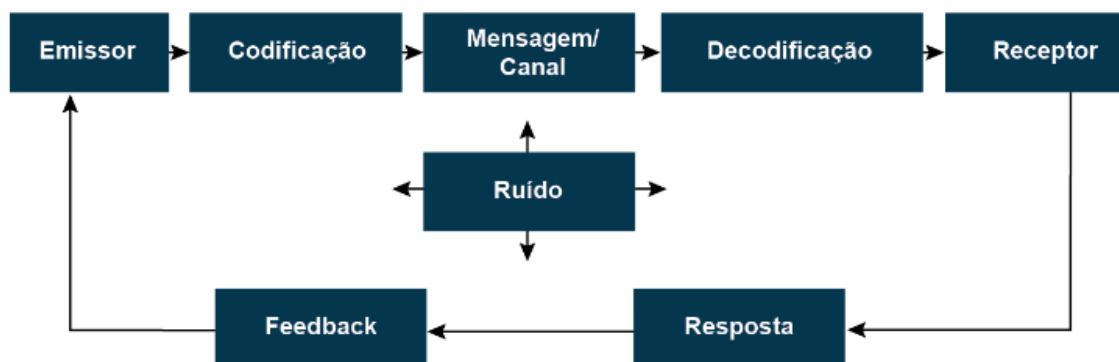 Emissor
Codificação
Mensagem/
Canal
Decodificação
Receptor
Ruído
Feedback
Resposta